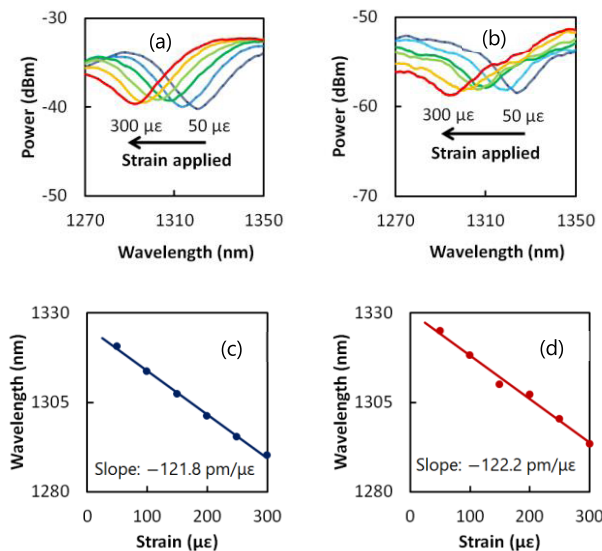 (a)
-30
-40
-50
Power (dBm)
300 µε
50 µε
Strain applied
1270
1310
1350
Wavelength (nm)
(b)
-50
-60
-70
Power (dBm)
300 µε
50 µε
Strain applied
1270
1310
1350
Wavelength (nm)
(c)
1330
1305
1280
Wavelength (nm)
Slope: −121.8 pm/µε
0
100
200
300
Strain (µε)
(d)
1330
1305
1280
Wavelength (nm)
Slope: −122.2 pm/µε
0
100
200
300
Strain (µε)